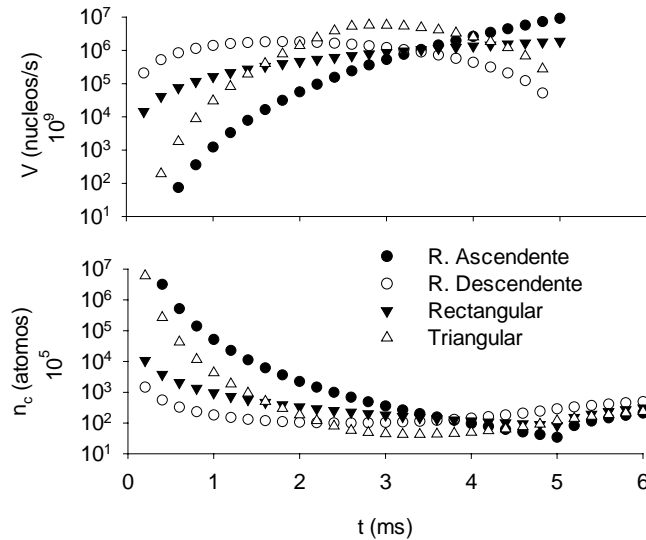 10⁷
10⁶
10⁵
10⁴
10³
10²
10¹
V (nucleos/s)
10⁹
10⁷
10⁶
10⁵
10⁴
10³
10²
10¹
n_c (atomos)
10⁵
R. Ascendente
R. Descendente
Rectangular
Triangular
0 1 2 3 4 5 6
t (ms)